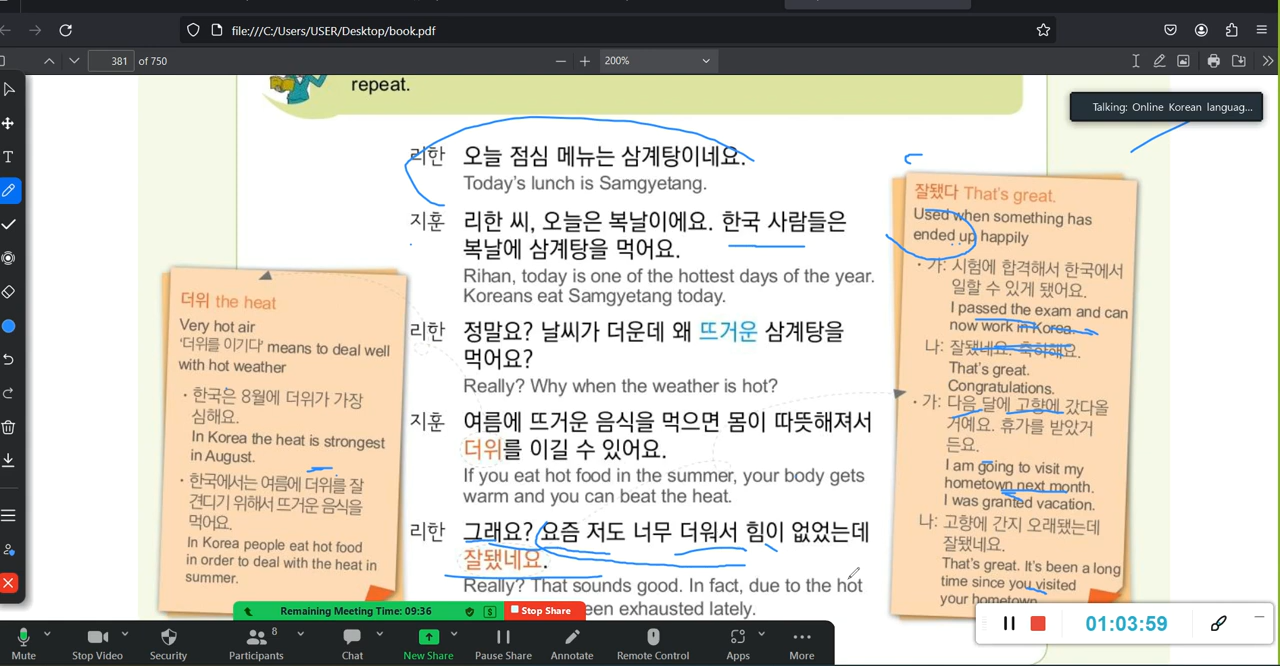 file:///C:/Users/USER/Desktop/book.pdf
381 of 750
200%
Talking: Online Korean languag...
repeat.
리한 오늘 점심 메뉴는 삼계탕이네요.
Today's lunch is Samgyetang.
지훈 리한 씨, 오늘은 복날이에요. 한국 사람들은
복날에 삼계탕을 먹어요.
Rihan, today is one of the hottest days of the year.
Koreans eat Samgyetang today.
리한 정말요? 날씨가 더운데 왜 뜨거운 삼계탕을
먹어요?
Really? Why when the weather is hot?
지훈 여름에 뜨거운 음식을 먹으면 몸이 따뜻해져서
더위를 이길 수 있어요.
If you eat hot food in the summer, your body gets
warm and you can beat the heat.
리한 그래요? 요즘 저도 너무 더워서 힘이 없었는데
잘됐네요.
Really? That sounds good. In fact, due to the hot
een exhausted lately.
더위 the heat
Very hot air
'더위를 이기다' means to deal well
with hot weather
· 한국은 8월에 더위가 가장
심해요.
In Korea the heat is strongest
in August.
· 한국에서는 여름에 더위를 잘
견디기 위해서 뜨거운 음식을
먹어요.
In Korea people eat hot food
in order to deal with the heat in
summer.
잘됐다 That's great.
Used when something has
ended up happily
· 가: 시험에 합격해서 한국에서
일할 수 있게 됐어요.
I passed the exam and can
now work in Korea.
나: 잘됐네요. 축하해요.
That's great.
Congratulations.
· 가: 다음 달에 고향에 갔다올
거예요. 휴가를 받았거
든요.
I am going to visit my
hometown next month.
I was granted vacation.
나: 고향에 간지 오래됐는데
잘됐네요.
That's great. It's been a long
time since you visited
your hometown
Remaining Meeting Time: 09:36
Stop Share
01:03:59
Mute
Stop Video
Security
Participants
8
Chat
New Share
Pause Share
Annotate
Remote Control
Apps
More